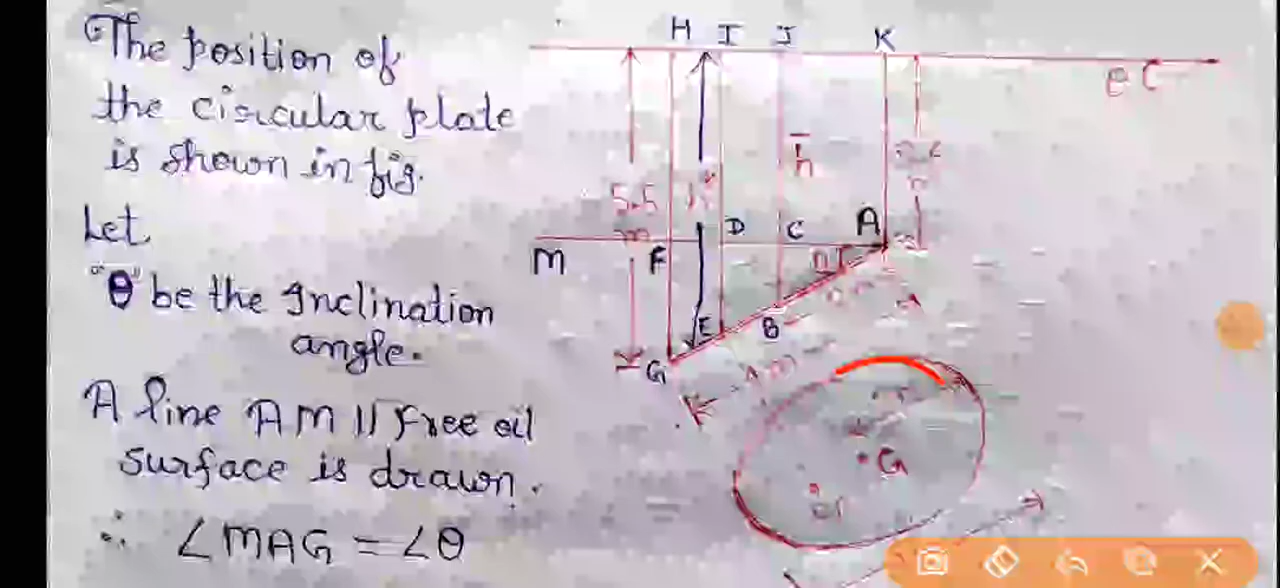 The position of
the circular plate
is shown in fig.
Let
"θ" be the Inclination
angle.
A line AM || Free oil
surface is drawn.
∴ ∠MAG = ∠θ
H I J K
h̄
5.5
m
M F D C A
E B
G
4m
G